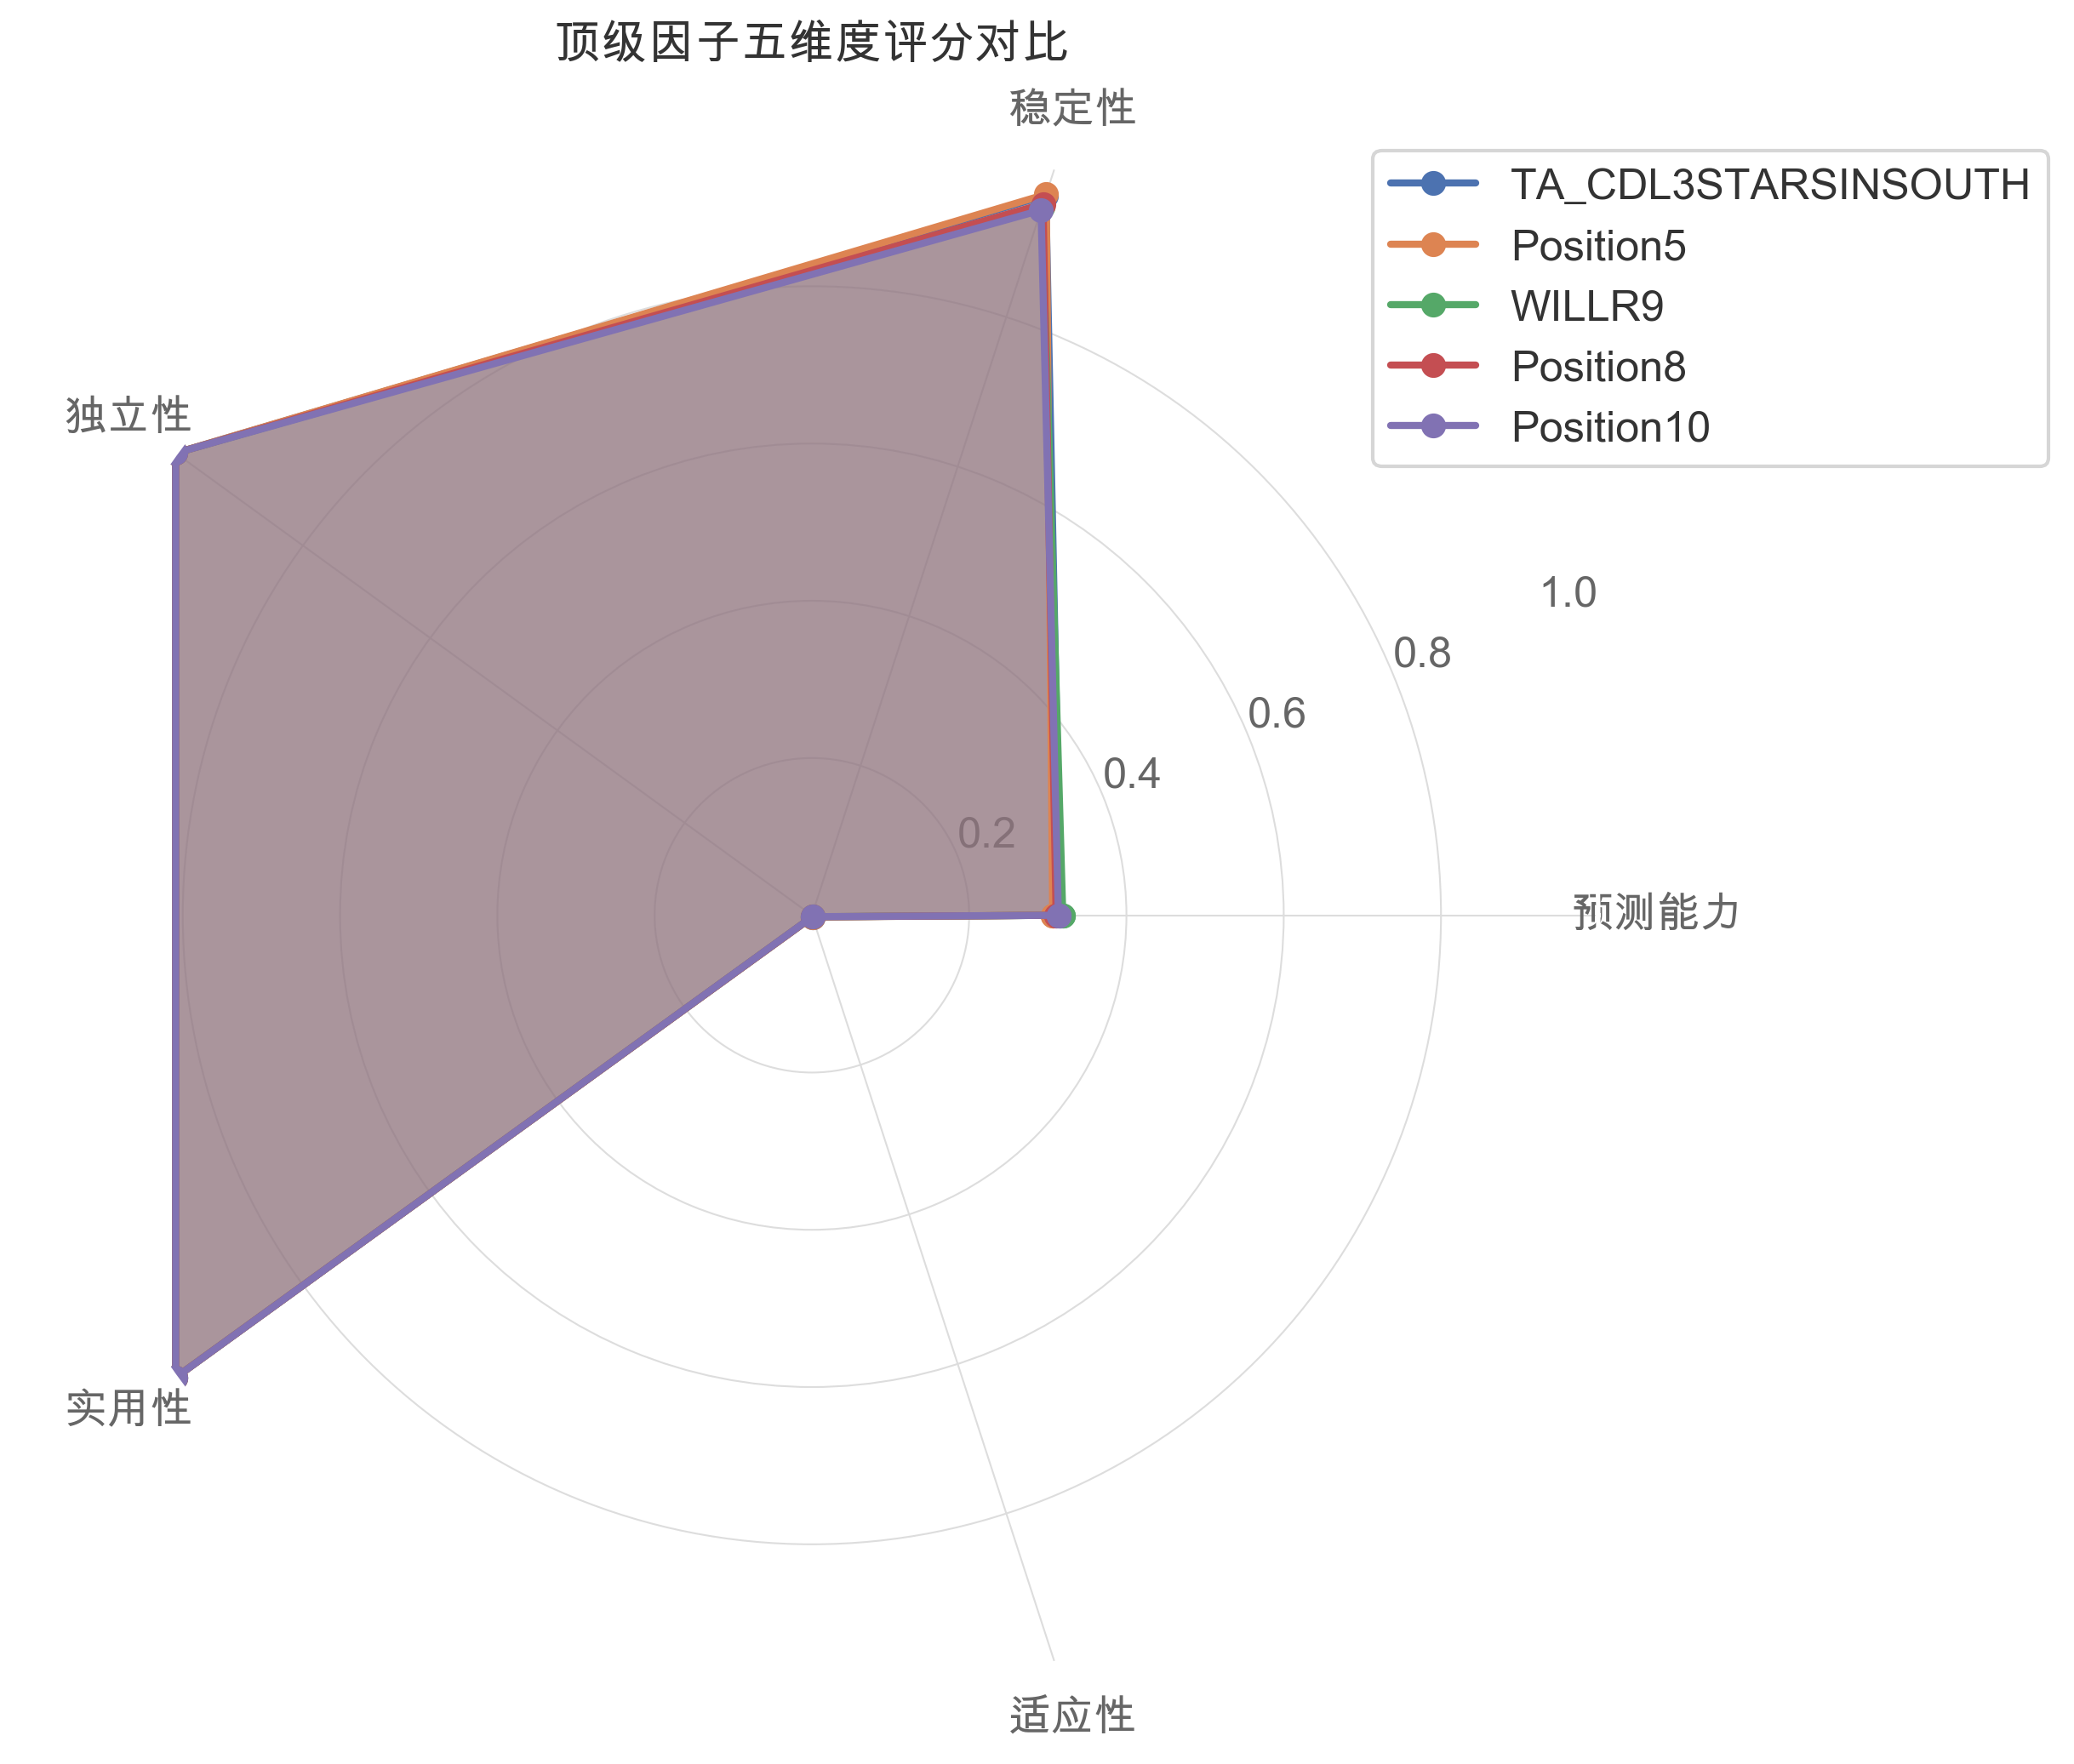 顶级因子五维度评分对比
稳定性
TA_CDL3STARSINSOUTH
Position5
WILLR9
Position8
Position10
独立性
1.0
0.8
0.6
0.4
0.2
预测能力
实用性
适应性